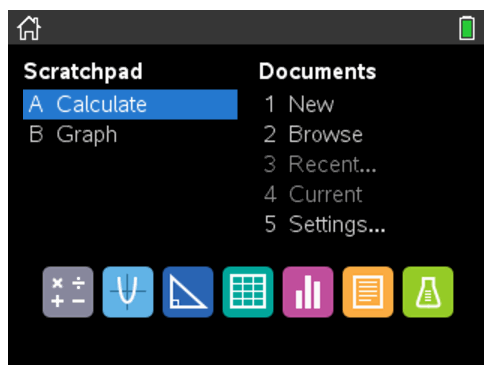 Scratchpad
A Calculate
B Graph
Documents
1 New
2 Browse
3 Recent...
4 Current
5 Settings...